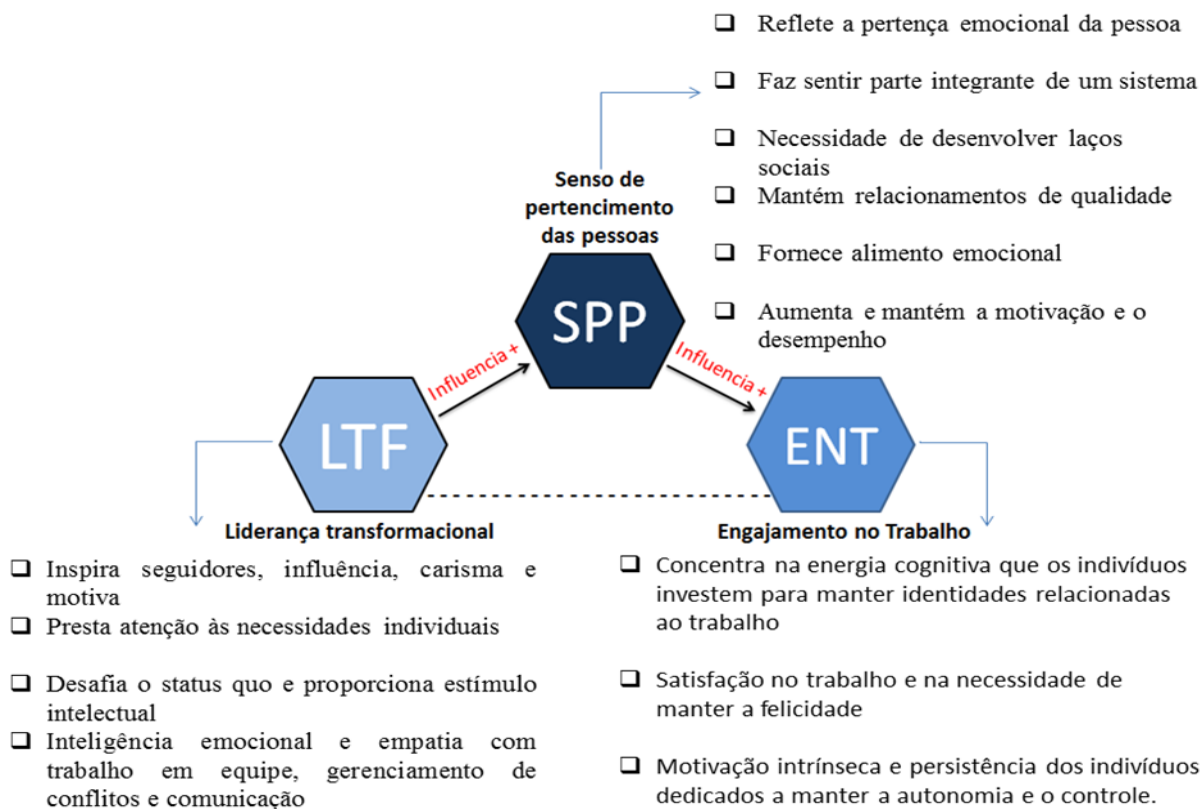 ❑ Reflete a pertença emocional da pessoa
❑ Faz sentir parte integrante de um sistema
❑ Necessidade de desenvolver laços
sociais
❑ Mantém relacionamentos de qualidade
❑ Fornece alimento emocional
❑ Aumenta e mantém a motivação e o
desempenho
Senso de
pertencimento
das pessoas
SPP
Influencia +
Influencia +
LTF
ENT
Liderança transformacional
Engajamento no Trabalho
❑ Inspira seguidores, influência, carisma e
motiva
❑ Presta atenção às necessidades individuais
❑ Desafia o status quo e proporciona estímulo
intelectual
❑ Inteligência emocional e empatia com
trabalho em equipe, gerenciamento de
conflitos e comunicação
❑ Concentra na energia cognitiva que os indivíduos
investem para manter identidades relacionadas
ao trabalho
❑ Satisfação no trabalho e na necessidade de
manter a felicidade
❑ Motivação intrínseca e persistência dos indivíduos
dedicados a manter a autonomia e o controle.